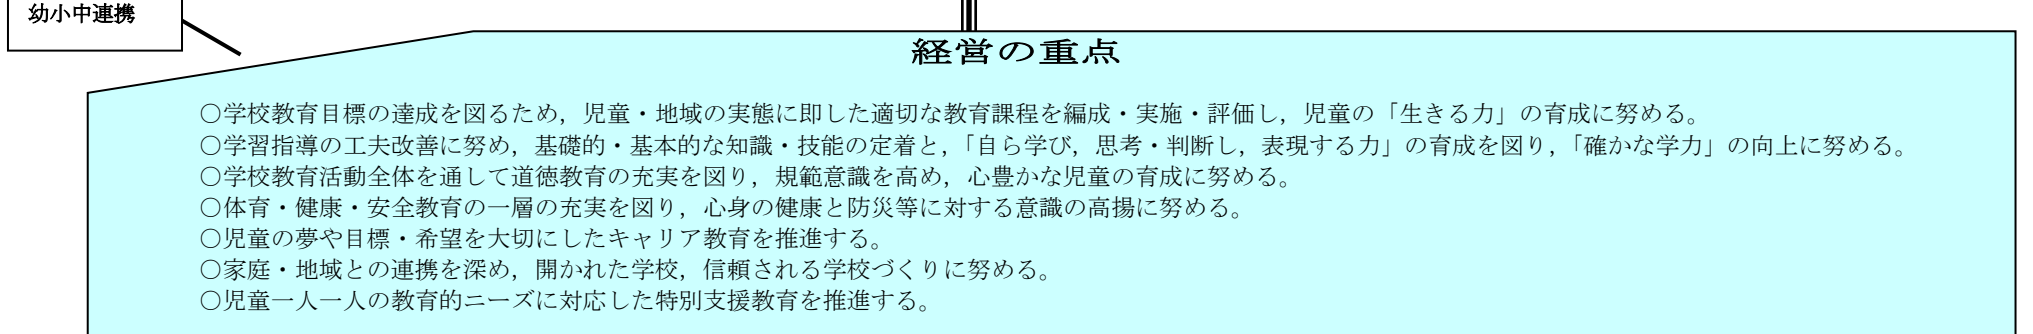 幼小中連携
経営の重点
○学校教育目標の達成を図るため，児童・地域の実態に即した適切な教育課程を編成・実施・評価し，児童の「生きる力」の育成に努める。
○学習指導の工夫改善に努め，基礎的・基本的な知識・技能の定着と，「自ら学び，思考・判断し，表現する力」の育成を図り，「確かな学力」の向上に努める。
○学校教育活動全体を通して道徳教育の充実を図り，規範意識を高め，心豊かな児童の育成に努める。
○体育・健康・安全教育の一層の充実を図り，心身の健康と防災等に対する意識の高揚に努める。
○児童の夢や目標・希望を大切にしたキャリア教育を推進する。
○家庭・地域との連携を深め，開かれた学校，信頼される学校づくりに努める。
○児童一人一人の教育的ニーズに対応した特別支援教育を推進する。